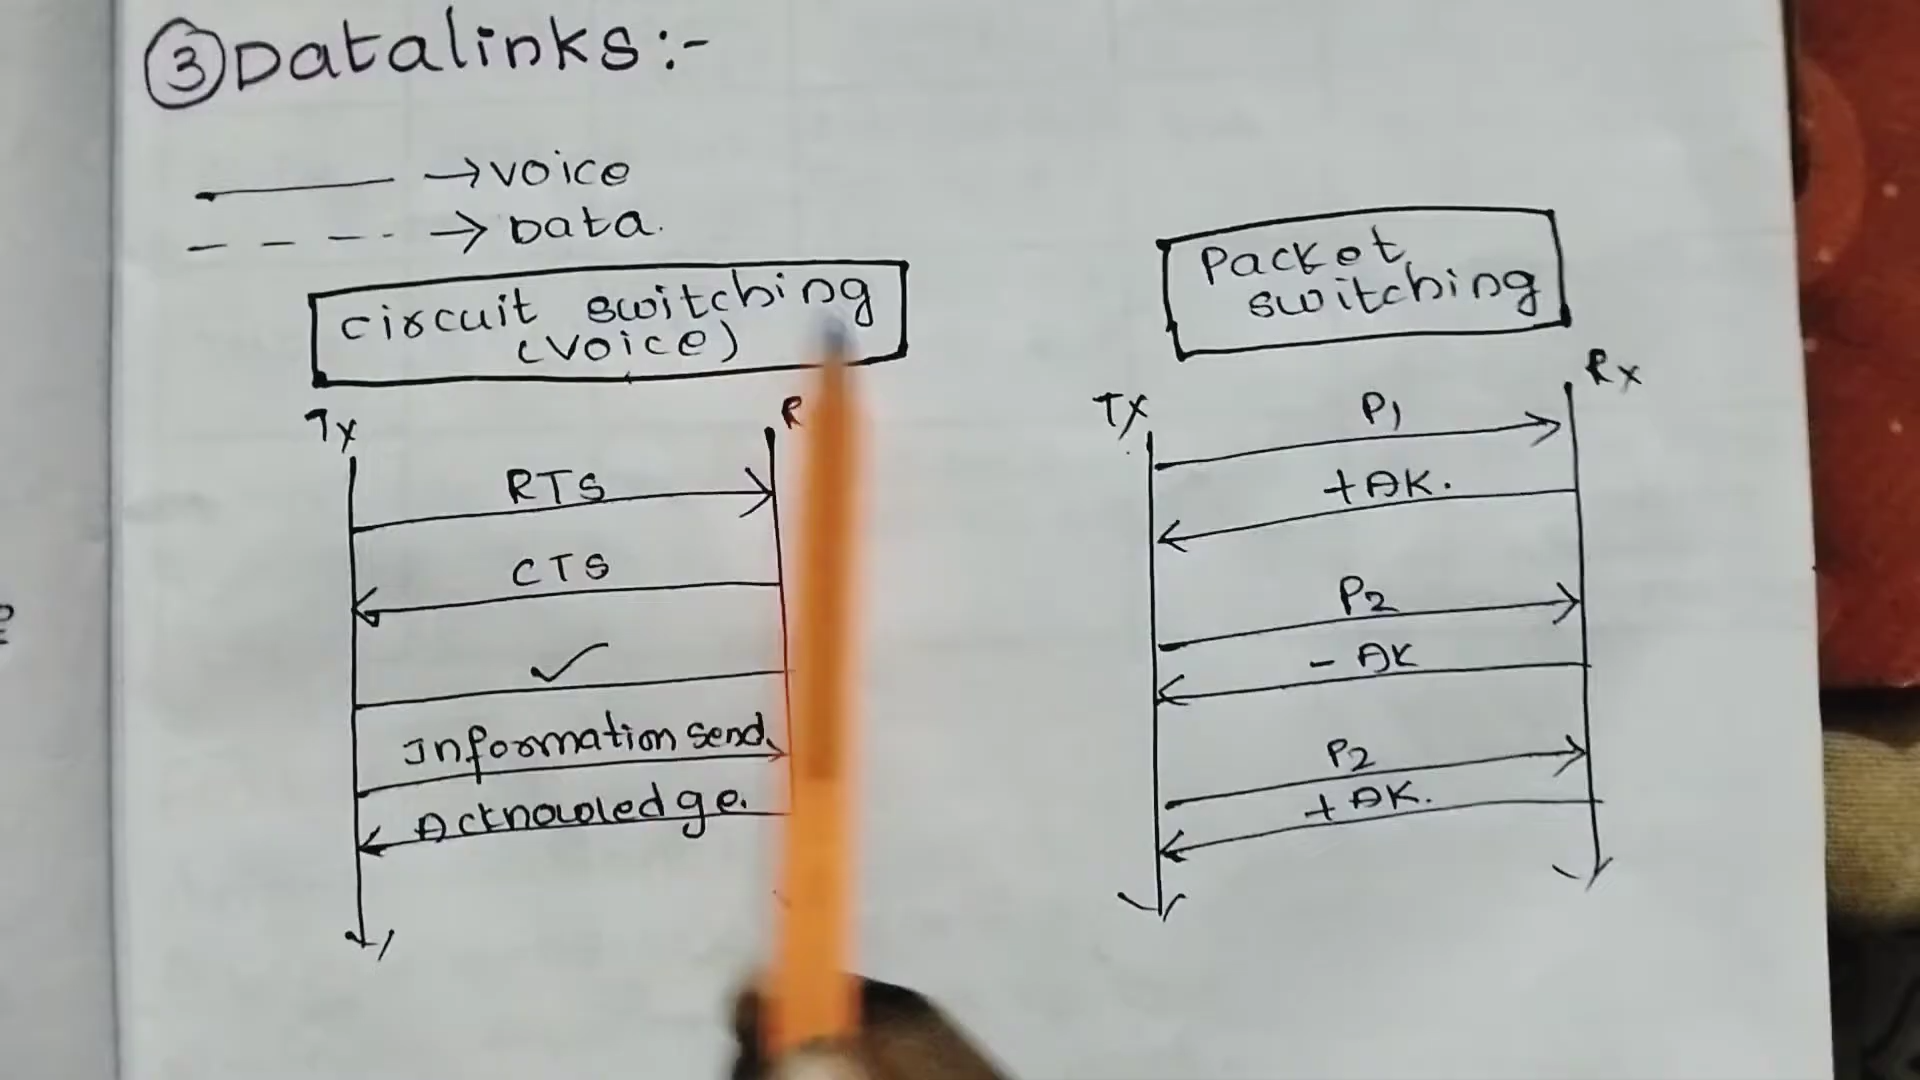 ③ Datalinks:-
→ voice
→ Data.
circuit switching
(voice)
Tx
R
RTS
CTS
✓
Information send.
Acknowledge.
Packet
switching
Tx
Rx
P1
+AK.
P2
- AK
P2
+ AK.